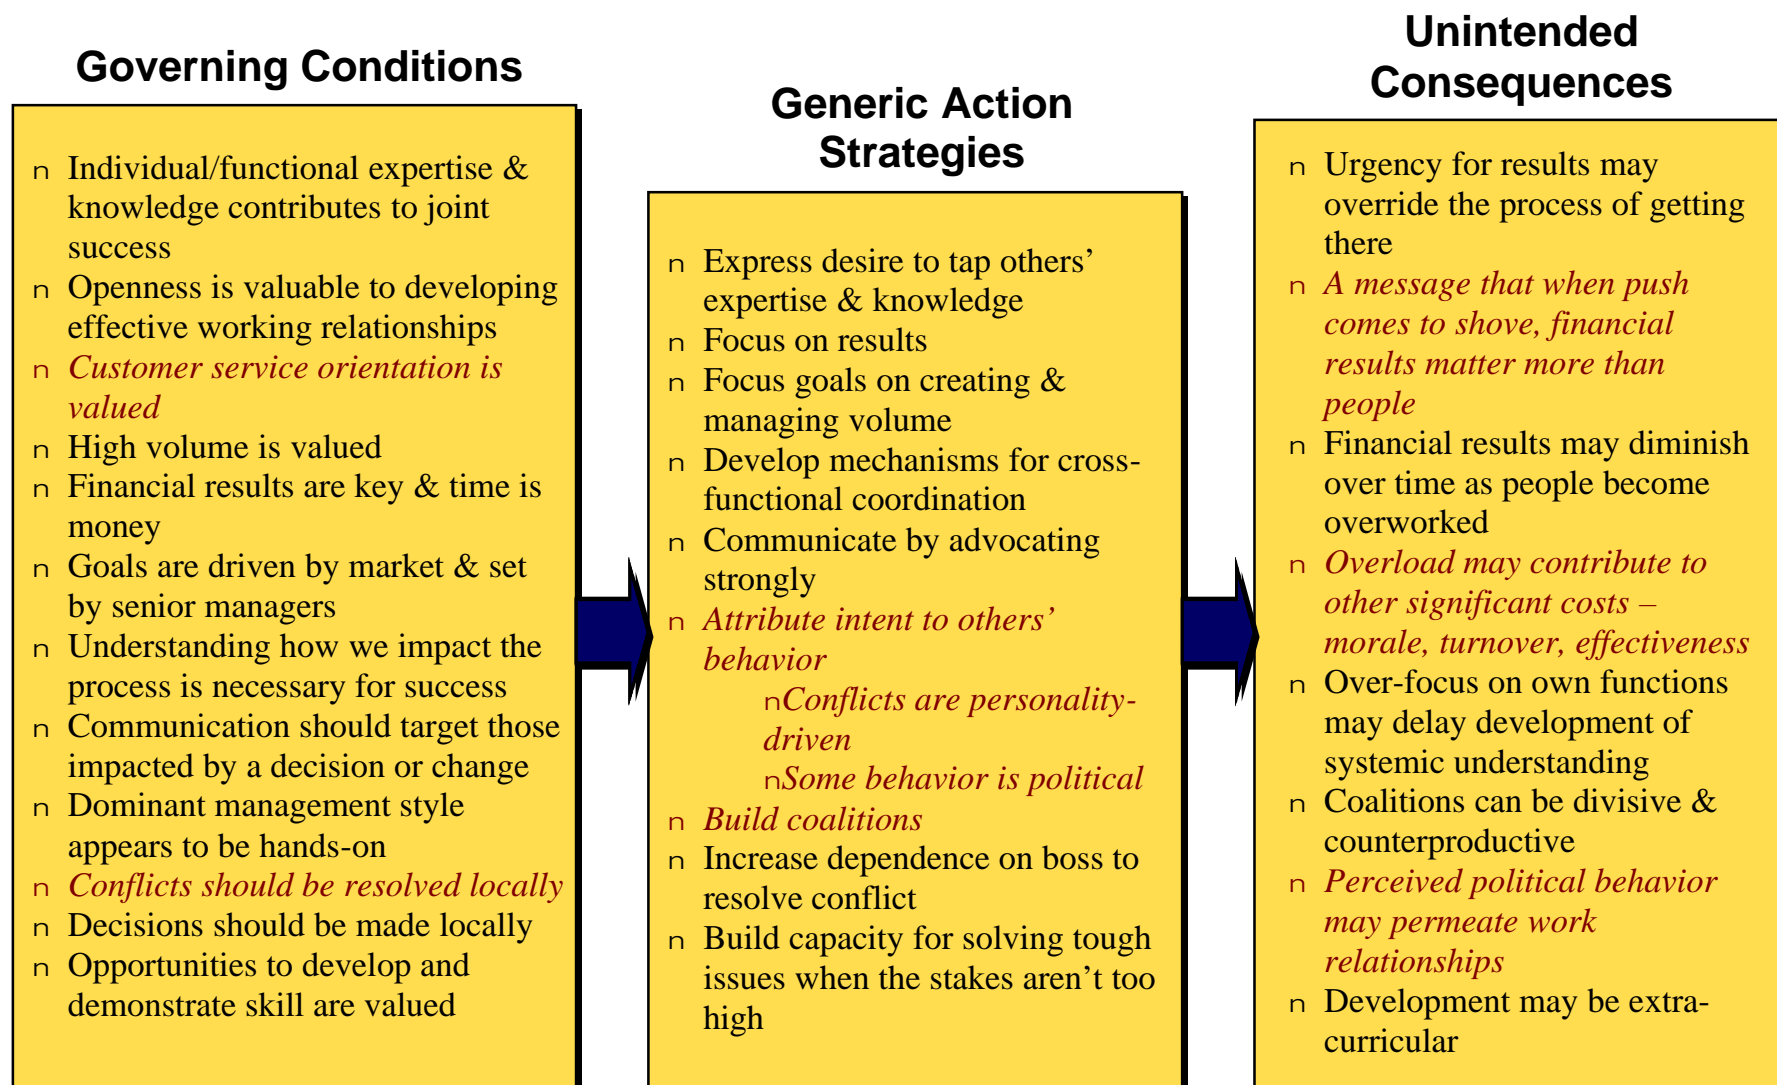 Governing Conditions
n Individual/functional expertise &
knowledge contributes to joint
success
n Openness is valuable to developing
effective working relationships
n Customer service orientation is
valued
n High volume is valued
n Financial results are key & time is
money
n Goals are driven by market & set
by senior managers
n Understanding how we impact the
process is necessary for success
n Communication should target those
impacted by a decision or change
n Dominant management style
appears to be hands-on
n Conflicts should be resolved locally
n Decisions should be made locally
n Opportunities to develop and
demonstrate skill are valued
Generic Action
Strategies
n Express desire to tap others’
expertise & knowledge
n Focus on results
n Focus goals on creating &
managing volume
n Develop mechanisms for cross-
functional coordination
n Communicate by advocating
strongly
n Attribute intent to others’
behavior
nConflicts are personality-
driven
nSome behavior is political
n Build coalitions
n Increase dependence on boss to
resolve conflict
n Build capacity for solving tough
issues when the stakes aren’t too
high
Unintended
Consequences
n Urgency for results may
override the process of getting
there
n A message that when push
comes to shove, financial
results matter more than
people
n Financial results may diminish
over time as people become
overworked
n Overload may contribute to
other significant costs –
morale, turnover, effectiveness
n Over-focus on own functions
may delay development of
systemic understanding
n Coalitions can be divisive &
counterproductive
n Perceived political behavior
may permeate work
relationships
n Development may be extra-
curricular